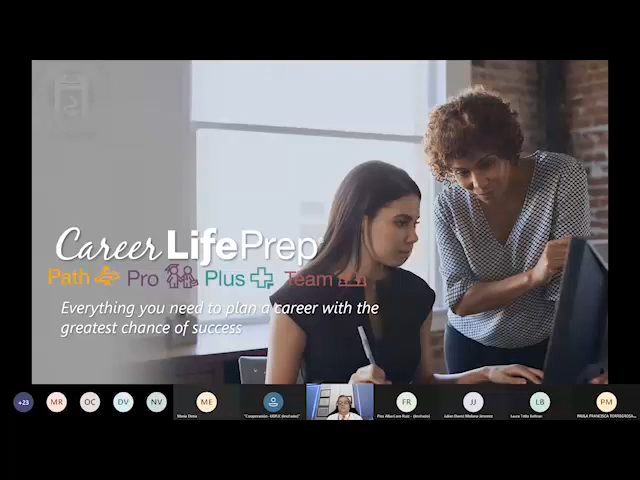 Career LifePrep
Path Pro Plus Team
Everything you need to plan a career with the
greatest chance of success
+23 MR OC DV NV ME FR JJ LB PM